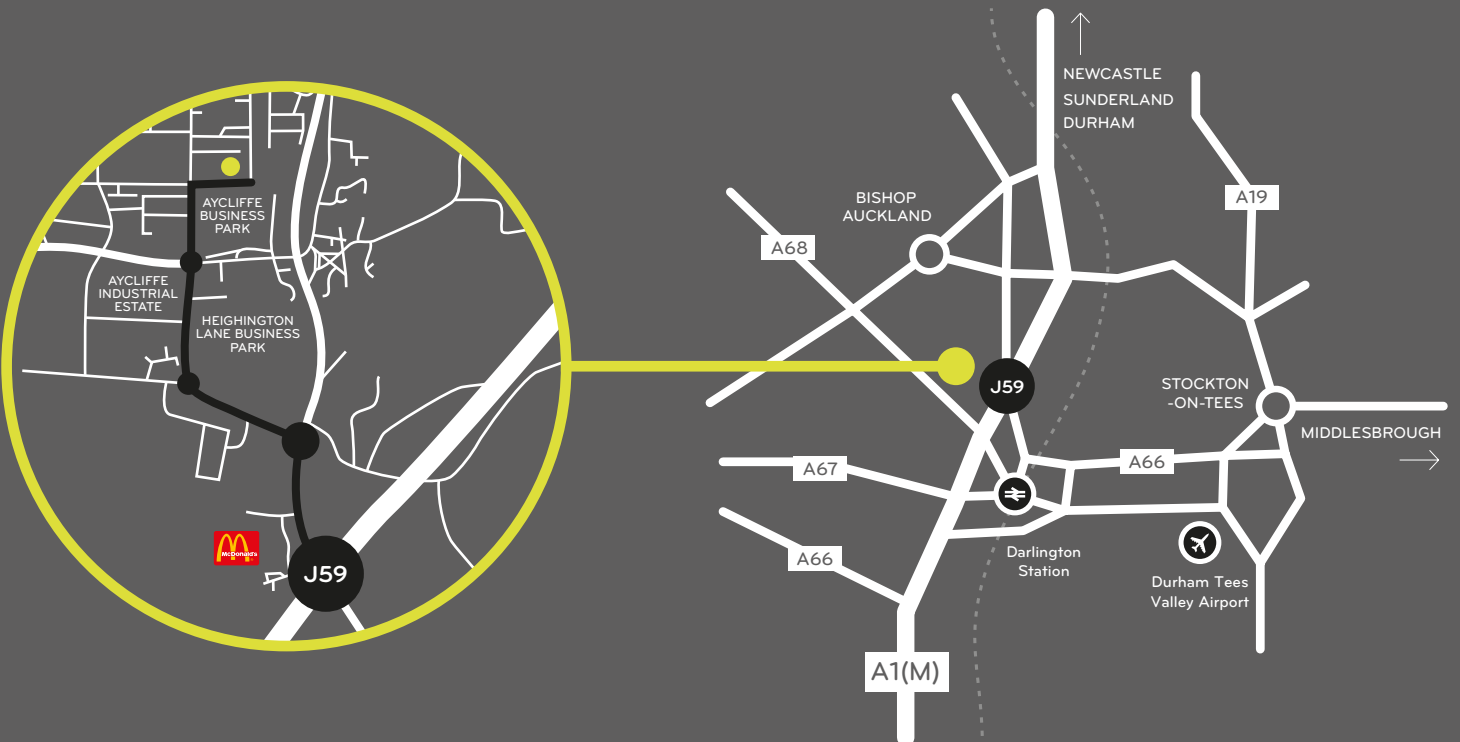 AYCLIFFE
BUSINESS
PARK
AYCLIFFE
INDUSTRIAL
ESTATE
HEIGHINGTON
LANE BUSINESS
PARK
McDonald's
J59
NEWCASTLE
SUNDERLAND
DURHAM
BISHOP
AUCKLAND
A19
A68
J59
STOCKTON
-ON-TEES
MIDDLESBROUGH
A67
A66
A66
Darlington
Station
Durham Tees
Valley Airport
A1(M)